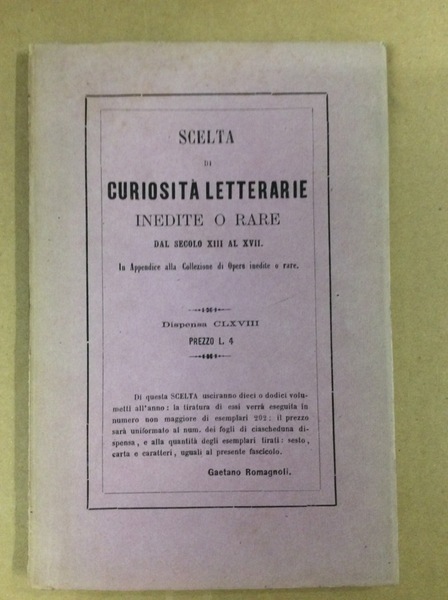 SCELTA
DI
CURIOSITÀ LETTERARIE
INEDITE O RARE
DAL SECOLO XIII AL XVII.
In Appendice alla Collezione di Opere inedite o rare.
Dispensa CLXVIII
PREZZO L. 4
Di questa SCELTA usciranno dieci o dodici volu-
metti all'anno: la tiratura di essi verrà eseguita in
numero non maggiore di esemplari 202: il prezzo
sarà uniformato al num. dei fogli di ciascheduna di-
spensa, e alla quantità degli esemplari tirati: sesto,
carta e caratteri, uguali al presente fascicolo.
Gaetano Romagnoli.